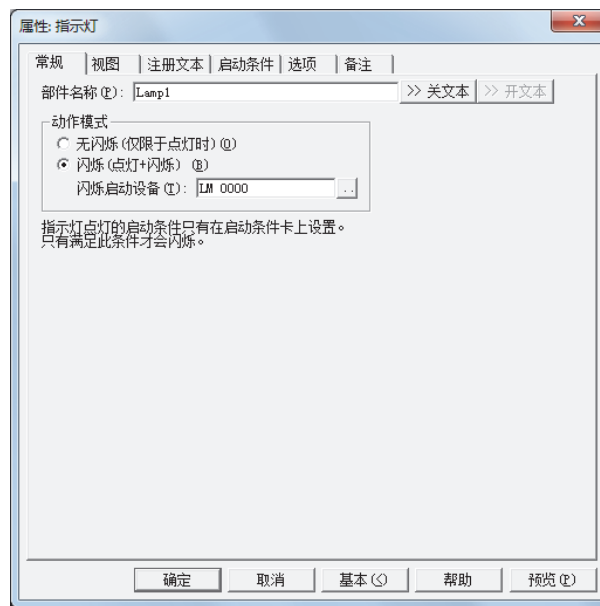 属性: 指示灯
常规 视图 注册文本 启动条件 选项 备注
部件名称(P): Lamp1 >> 关文本 >> 开文本
动作模式
无闪烁(仅限于点灯时)(O)
闪烁(点灯+闪烁) (B)
闪烁启动设备(T): LM 0000 ..
指示灯点灯的启动条件只有在启动条件卡上设置。
只有满足此条件才会闪烁。
确定 取消 基本(<) 帮助 预览(P)